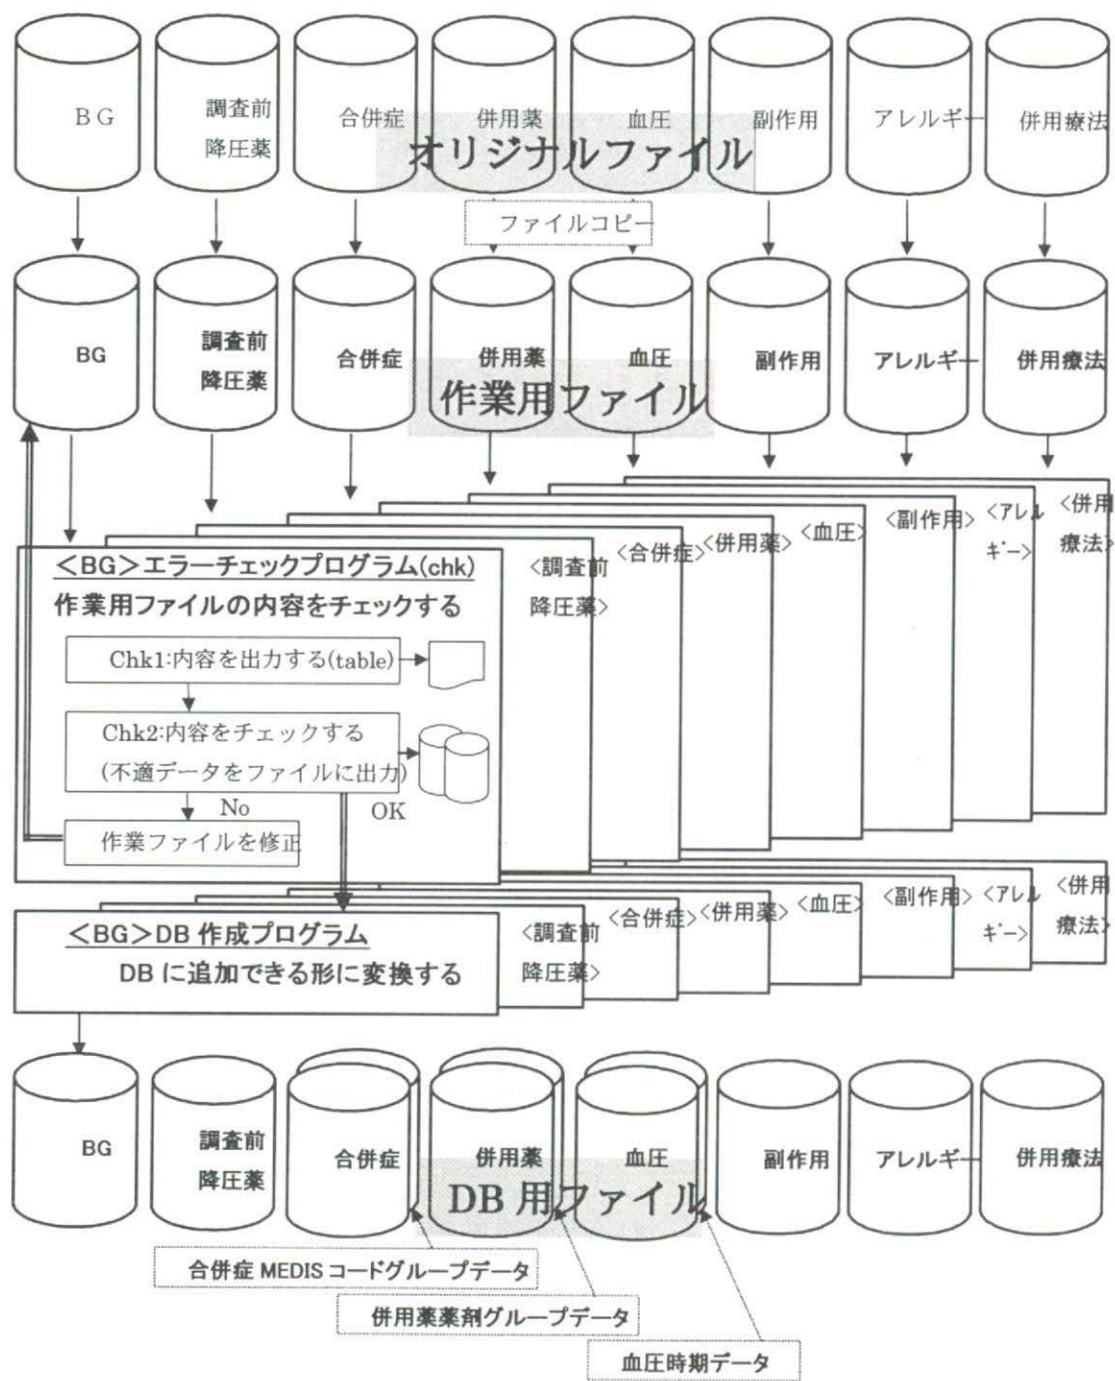 BG
調査前
降圧薬
合併症
併用薬
血圧
副作用
アレルギー
併用療法
オリジナルファイル
ファイルコピー
BG
調査前
降圧薬
合併症
併用薬
血圧
副作用
アレルギー
併用療法
作業用ファイル
<BG>エラーチェックプログラム(chk)
作業用ファイルの内容をチェックする
Chk1:内容を出力する(table)
Chk2:内容をチェックする
(不適データをファイルに出力)
No
OK
作業ファイルを修正
<調査前
降圧薬>
<合併症>
<併用薬>
<血圧>
<副作用>
<アレル
ギー>
<併用
療法>
<BG>DB 作成プログラム
DB に追加できる形に変換する
<調査前
降圧薬>
<合併症>
<併用薬>
<血圧>
<副作用>
<アレル
ギー>
<併用
療法>
BG
調査前
降圧薬
合併症
併用薬
血圧
副作用
アレルギー
併用療法
DB 用ファイル
合併症 MEDIS コードグループデータ
併用薬薬剤グループデータ
血圧時期データ